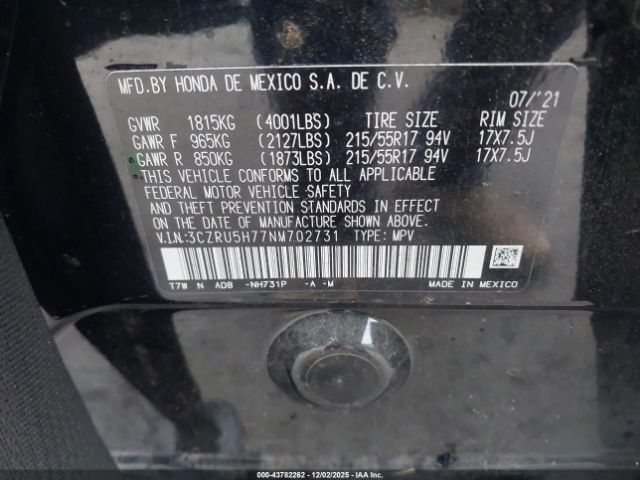 MFD.BY HONDA DE MEXICO S.A. DE C.V.
07/'21
GVWR 1815KG (4001LBS) TIRE SIZE RIM SIZE
GAWR F 965KG (2127LBS) 215/55R17 94V 17X7.5J
GAWR R 850KG (1873LBS) 215/55R17 94V 17X7.5J
THIS VEHICLE CONFORMS TO ALL APPLICABLE
FEDERAL MOTOR VEHICLE SAFETY
AND THEFT PREVENTION STANDARDS IN EFFECT
ON THE DATE OF MANUFACTURE SHOWN ABOVE.
V.IN:3CZRU5H77NM702731 TYPE: MPV
T7W N AD8 -NH731P -A -M MADE IN MEXICO
000-43782262 - 12/02/2025 - IAA Inc.